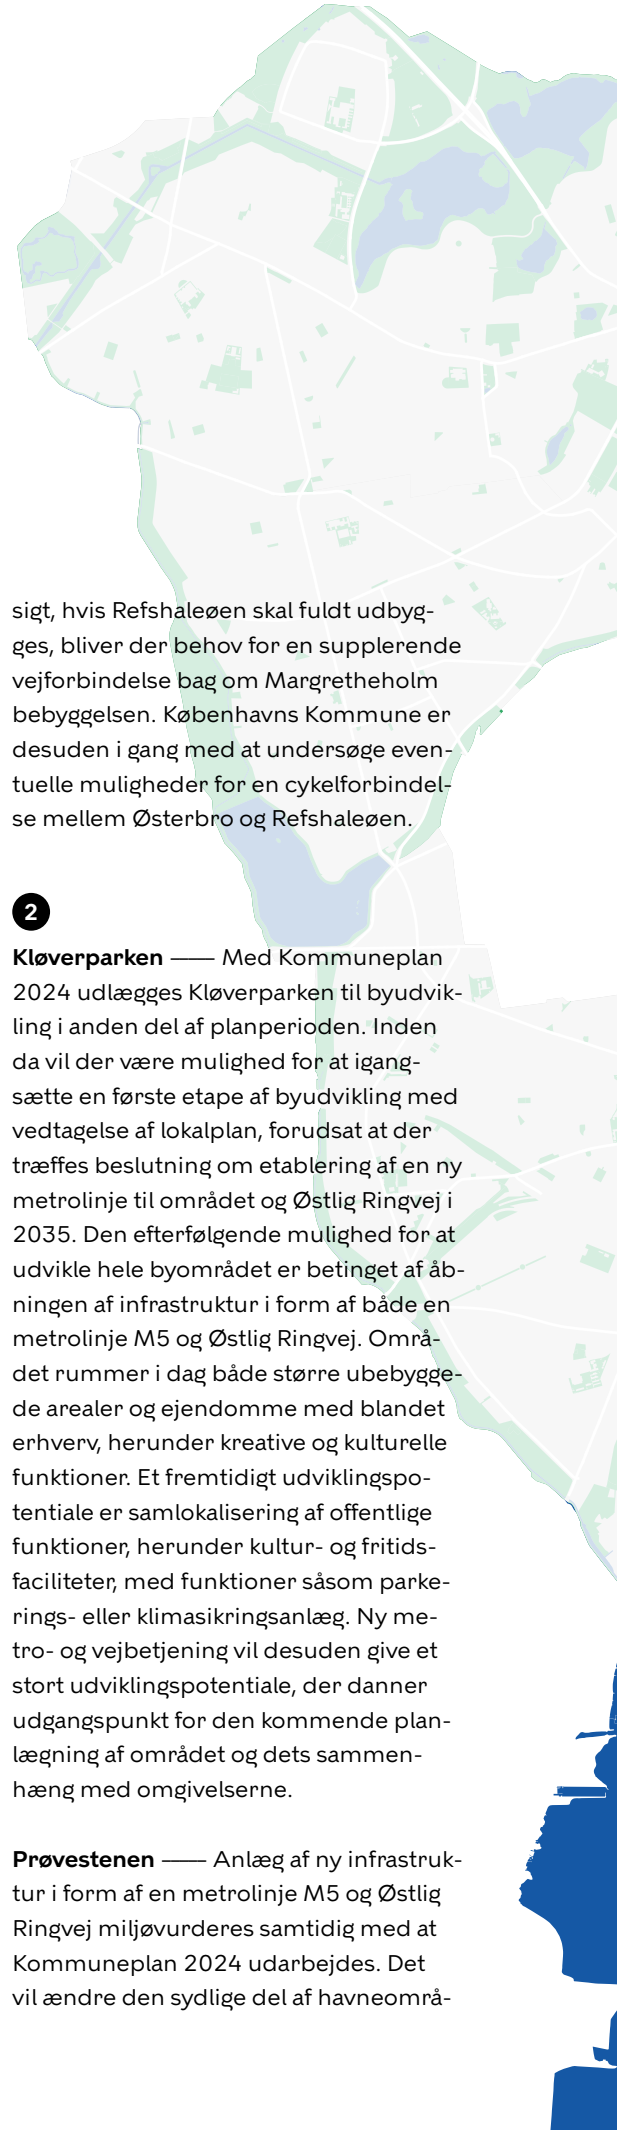 sigt, hvis Refshaleøen skal fuldt udbyg-
ges, bliver der behov for en supplerende
vejforbindelse bag om Margretheholm
bebyggelsen. Københavns Kommune er
desuden i gang med at undersøge even-
tuelle muligheder for en cykelforbindel-
se mellem Østerbro og Refshaleøen.
2
Kløverparken —— Med Kommuneplan
2024 udlægges Kløverparken til byudvik-
ling i anden del af planperioden. Inden
da vil der være mulighed for at igang-
sætte en første etape af byudvikling med
vedtagelse af lokalplan, forudsat at der
træffes beslutning om etablering af en ny
metrolinje til området og Østlig Ringvej i
2035. Den efterfølgende mulighed for at
udvikle hele byområdet er betinget af åb-
ningen af infrastruktur i form af både en
metrolinje M5 og Østlig Ringvej. Områ-
det rummer i dag både større ubebygge-
de arealer og ejendomme med blandet
erhverv, herunder kreative og kulturelle
funktioner. Et fremtidigt udviklingspo-
tentiale er samlokalisering af offentlige
funktioner, herunder kultur- og fritids-
faciliteter, med funktioner såsom parke-
rings- eller klimasikringsanlæg. Ny me-
tro- og vejbetjening vil desuden give et
stort udviklingspotentiale, der danner
udgangspunkt for den kommende plan-
lægning af området og dets sammen-
hæng med omgivelserne.
Prøvestenen —— Anlæg af ny infrastruk-
tur i form af en metrolinje M5 og Østlig
Ringvej miljøvurderes samtidig med at
Kommuneplan 2024 udarbejdes. Det
vil ændre den sydlige del af havneområ-